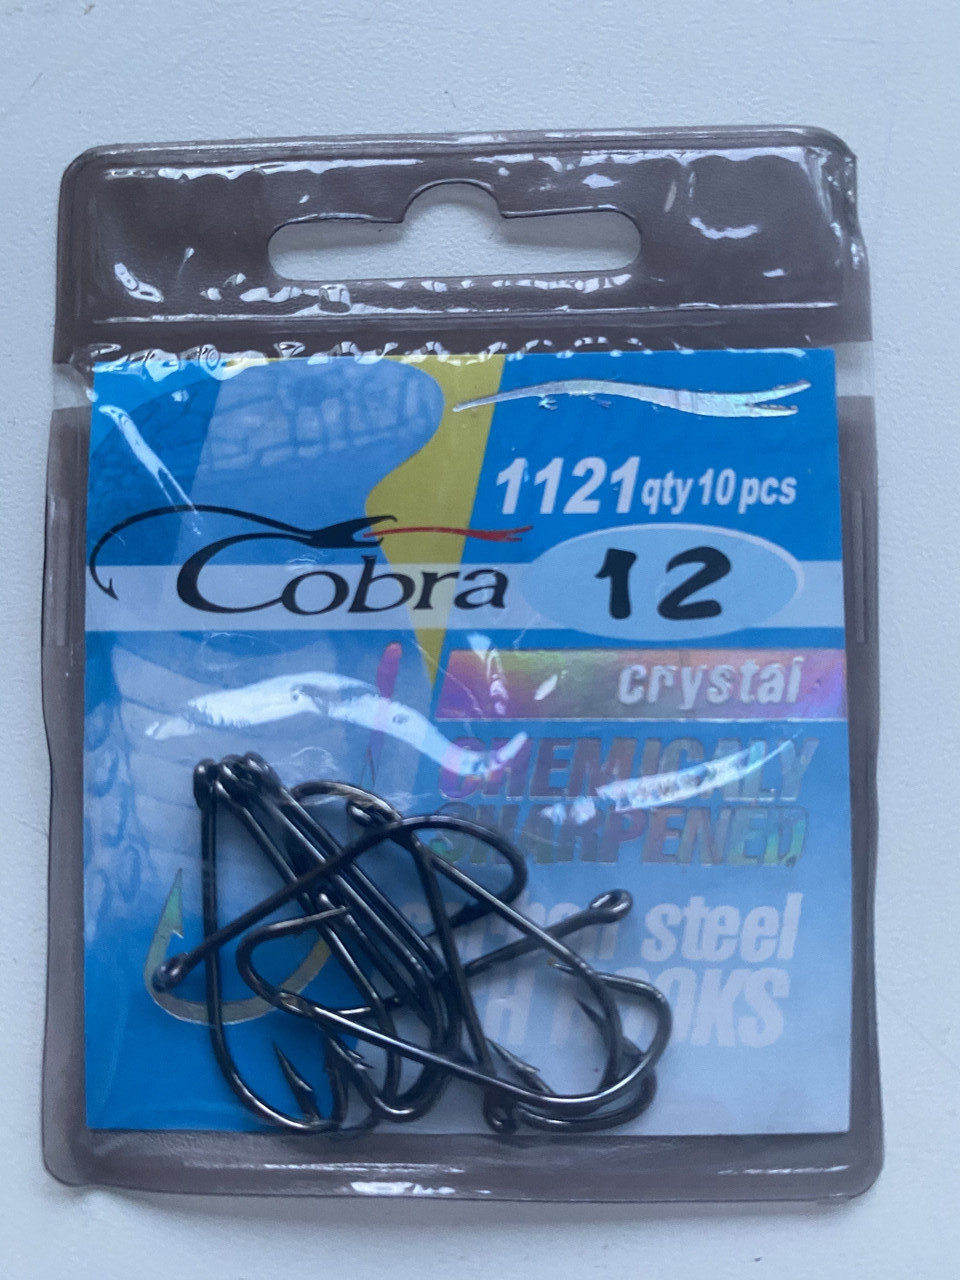 1121 qty 10 pcs
Cobra
12
crystal
CHEMICALY
SHARPENED
steel